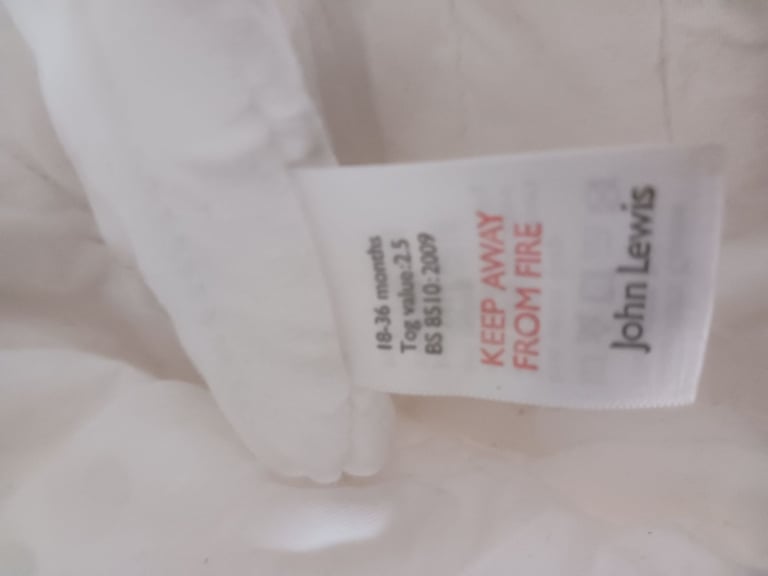 18-36 months
Tog value:2.5
BS 8510:2009
KEEP AWAY
FROM FIRE
John Lewis